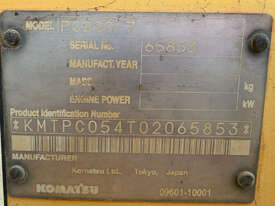 MODEL
SERIAL NO. 65853
MANUFACT. YEAR
MASS kg
ENGINE POWER kW
Product Identification Number
*KMTPC054T02065853*
Komatsu Ltd., Tokyo, Japan
KOMATSU 09601-10001